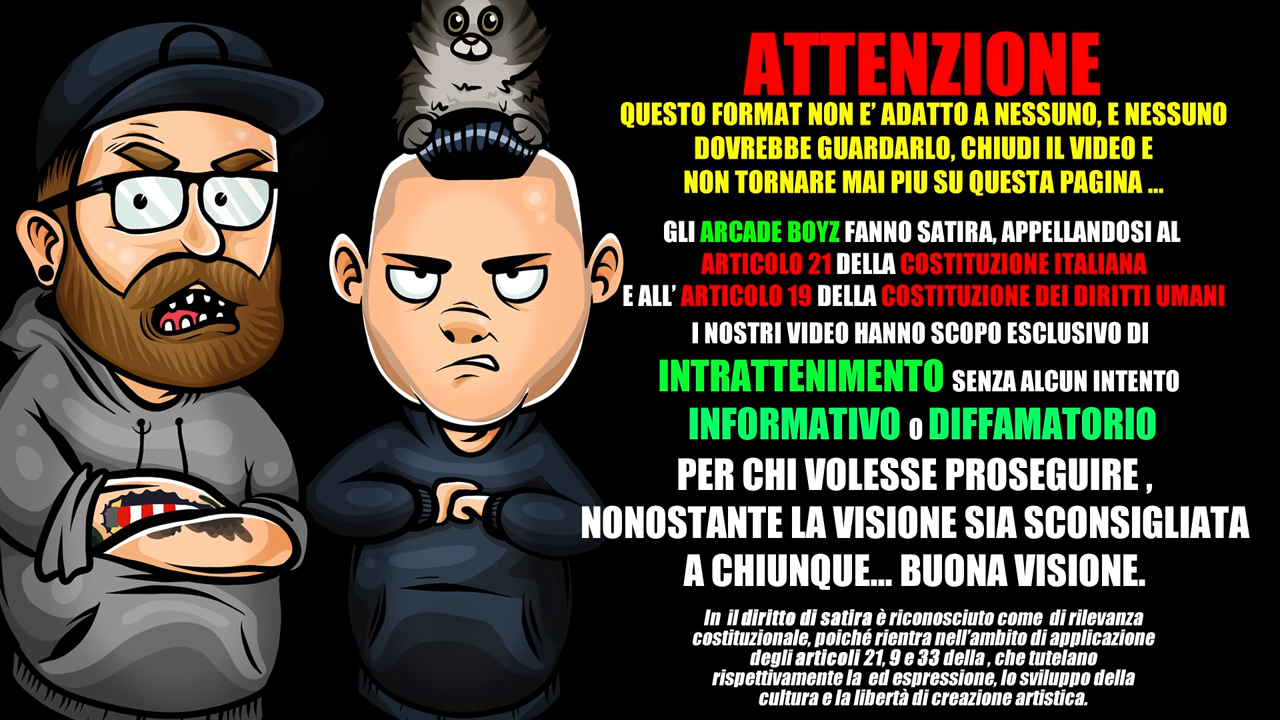 ATTENZIONE
QUESTO FORMAT NON E' ADATTO A NESSUNO, E NESSUNO
DOVREBBE GUARDARLO, CHIUDI IL VIDEO E
NON TORNARE MAI PIU SU QUESTA PAGINA ...
GLI ARCADE BOYZ FANNO SATIRA, APPELLANDOSI AL
ARTICOLO 21 DELLA COSTITUZIONE ITALIANA
E ALL' ARTICOLO 19 DELLA COSTITUZIONE DEI DIRITTI UMANI
I NOSTRI VIDEO HANNO SCOPO ESCLUSIVO DI
INTRATTENIMENTO SENZA ALCUN INTENTO
INFORMATIVO O DIFFAMATORIO
PER CHI VOLESSE PROSEGUIRE ,
NONOSTANTE LA VISIONE SIA SCONSIGLIATA
A CHIUNQUE... BUONA VISIONE.
In il diritto di satira è riconosciuto come di rilevanza
costituzionale, poiché rientra nell'ambito di applicazione
degli articoli 21, 9 e 33 della , che tutelano
rispettivamente la ed espressione, lo sviluppo della
cultura e la libertà di creazione artistica.